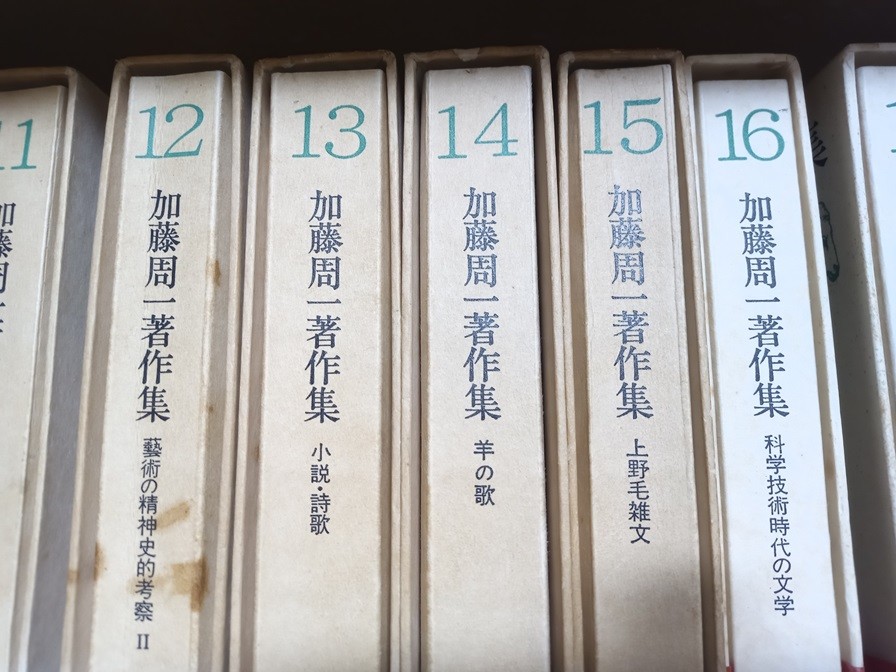 11
12
加藤周一著作集
藝術の精神史的考察 II
13
加藤周一著作集
小説・詩歌
14
加藤周一著作集
羊の歌
15
加藤周一著作集
上野毛雑文
16
加藤周一著作集
科学技術時代の文学